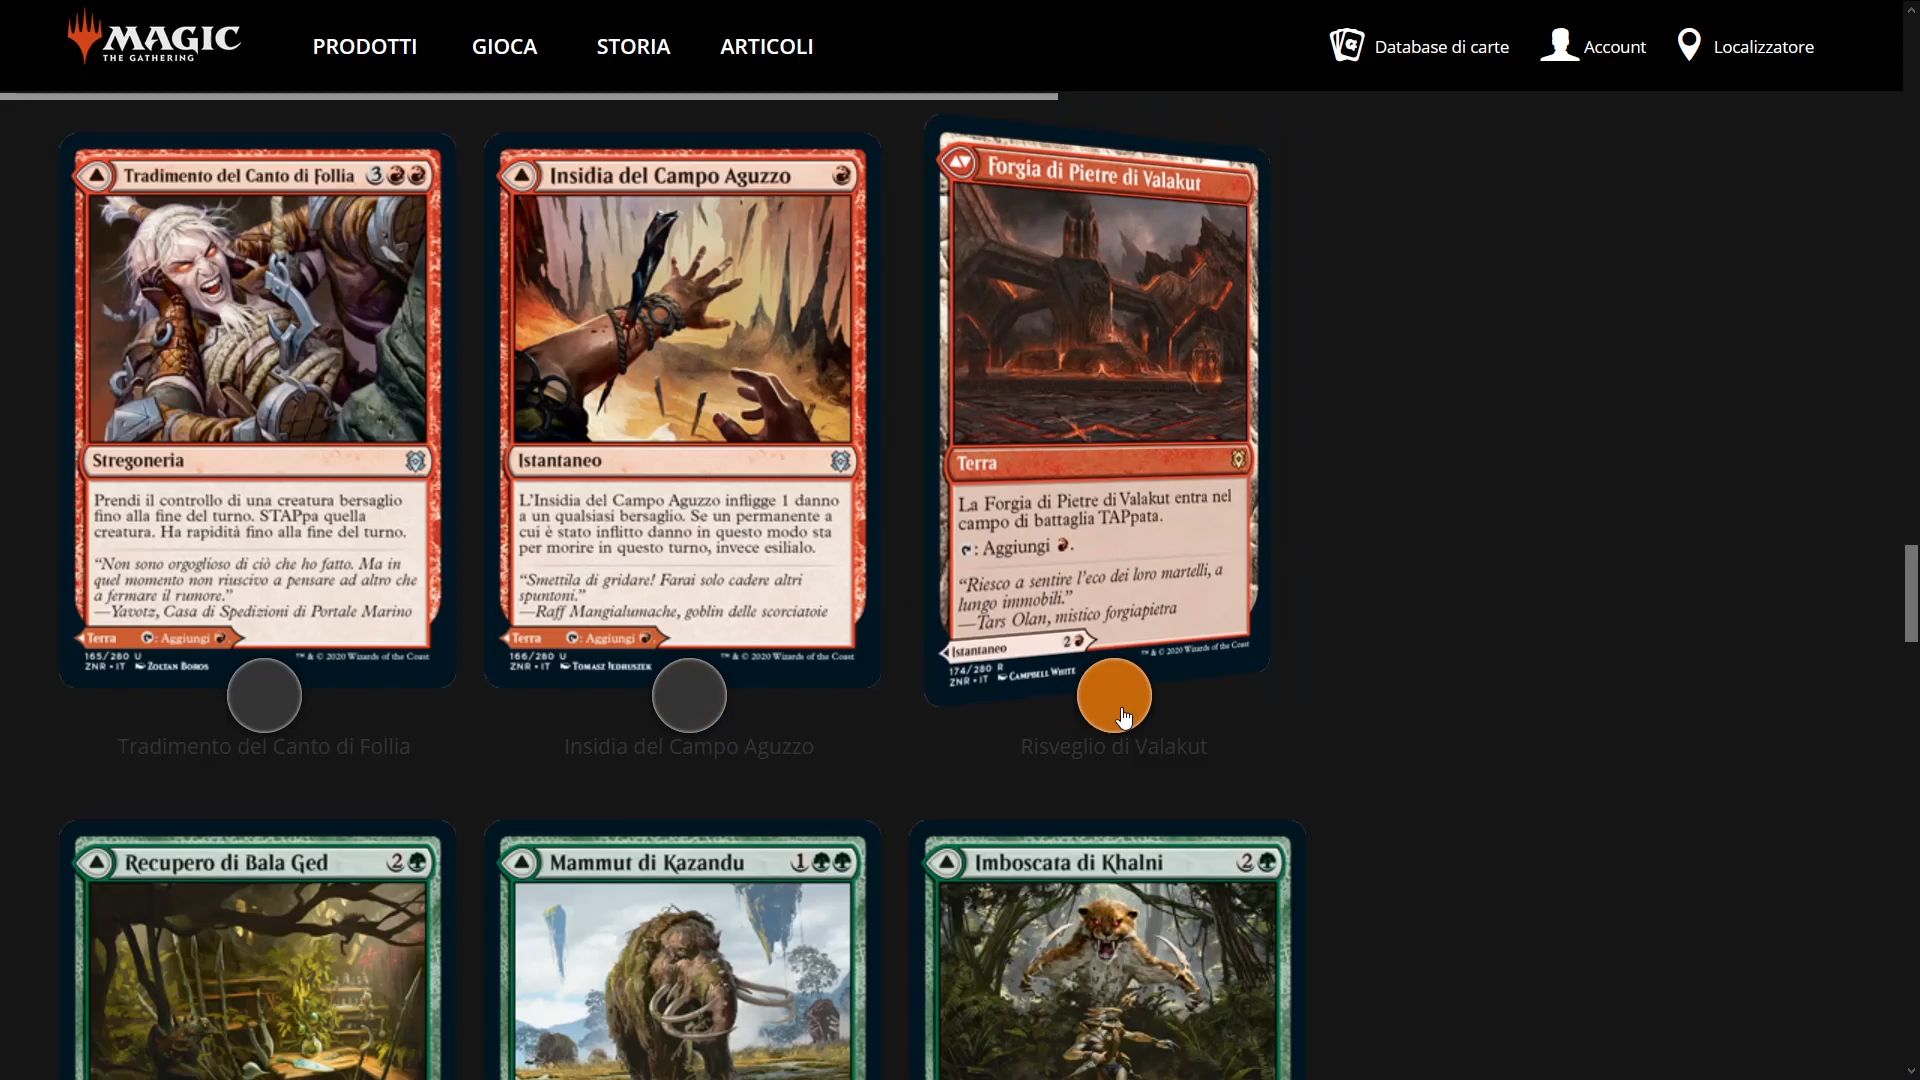 MAGIC
THE GATHERING
PRODOTTI
GIOCA
STORIA
ARTICOLI
Database di carte
Account
Localizzatore
Tradimento del Canto di Follia 3
Stregoneria
Prendi il controllo di una creatura bersaglio
fino alla fine del turno. STAPpa quella
creatura. Ha rapidità fino alla fine del turno.
“Non sono orgoglioso di ciò che ho fatto. Ma in
quel momento non riuscivo a pensare ad altro che
a fermare il rumore.”
—Yavotz, Casa di Spedizioni di Portale Marino
Terra : Aggiungi .
165/280 U
ZNR • IT Zoltan Boros
™ & © 2020 Wizards of the Coast
Tradimento del Canto di Follia
Insidia del Campo Aguzzo
Istantaneo
L’Insidia del Campo Aguzzo infligge 1 danno
a un qualsiasi bersaglio. Se un permanente a
cui è stato inflitto danno in questo modo sta
per morire in questo turno, invece esilialo.
“Smettila di gridare! Farai solo cadere altri
spuntoni.”
—Raff Mangialumache, goblin delle scorciatoie
Terra : Aggiungi .
166/280 U
ZNR • IT Tomasz Jedruszek
™ & © 2020 Wizards of the Coast
Insidia del Campo Aguzzo
Forgia di Pietre di Valakut
Terra
La Forgia di Pietre di Valakut entra nel
campo di battaglia TAPpata.
: Aggiungi .
“Riesco a sentire l’eco dei loro martelli, a
lungo immobili.”
—Tars Olan, mistico forgiapietra
Istantaneo 2
174/280 R
ZNR • IT Campbell White
™ & © 2020 Wizards of the Coast
Risveglio di Valakut
Recupero di Bala Ged 2
Mammut di Kazandu 1
Imboscata di Khalni 2